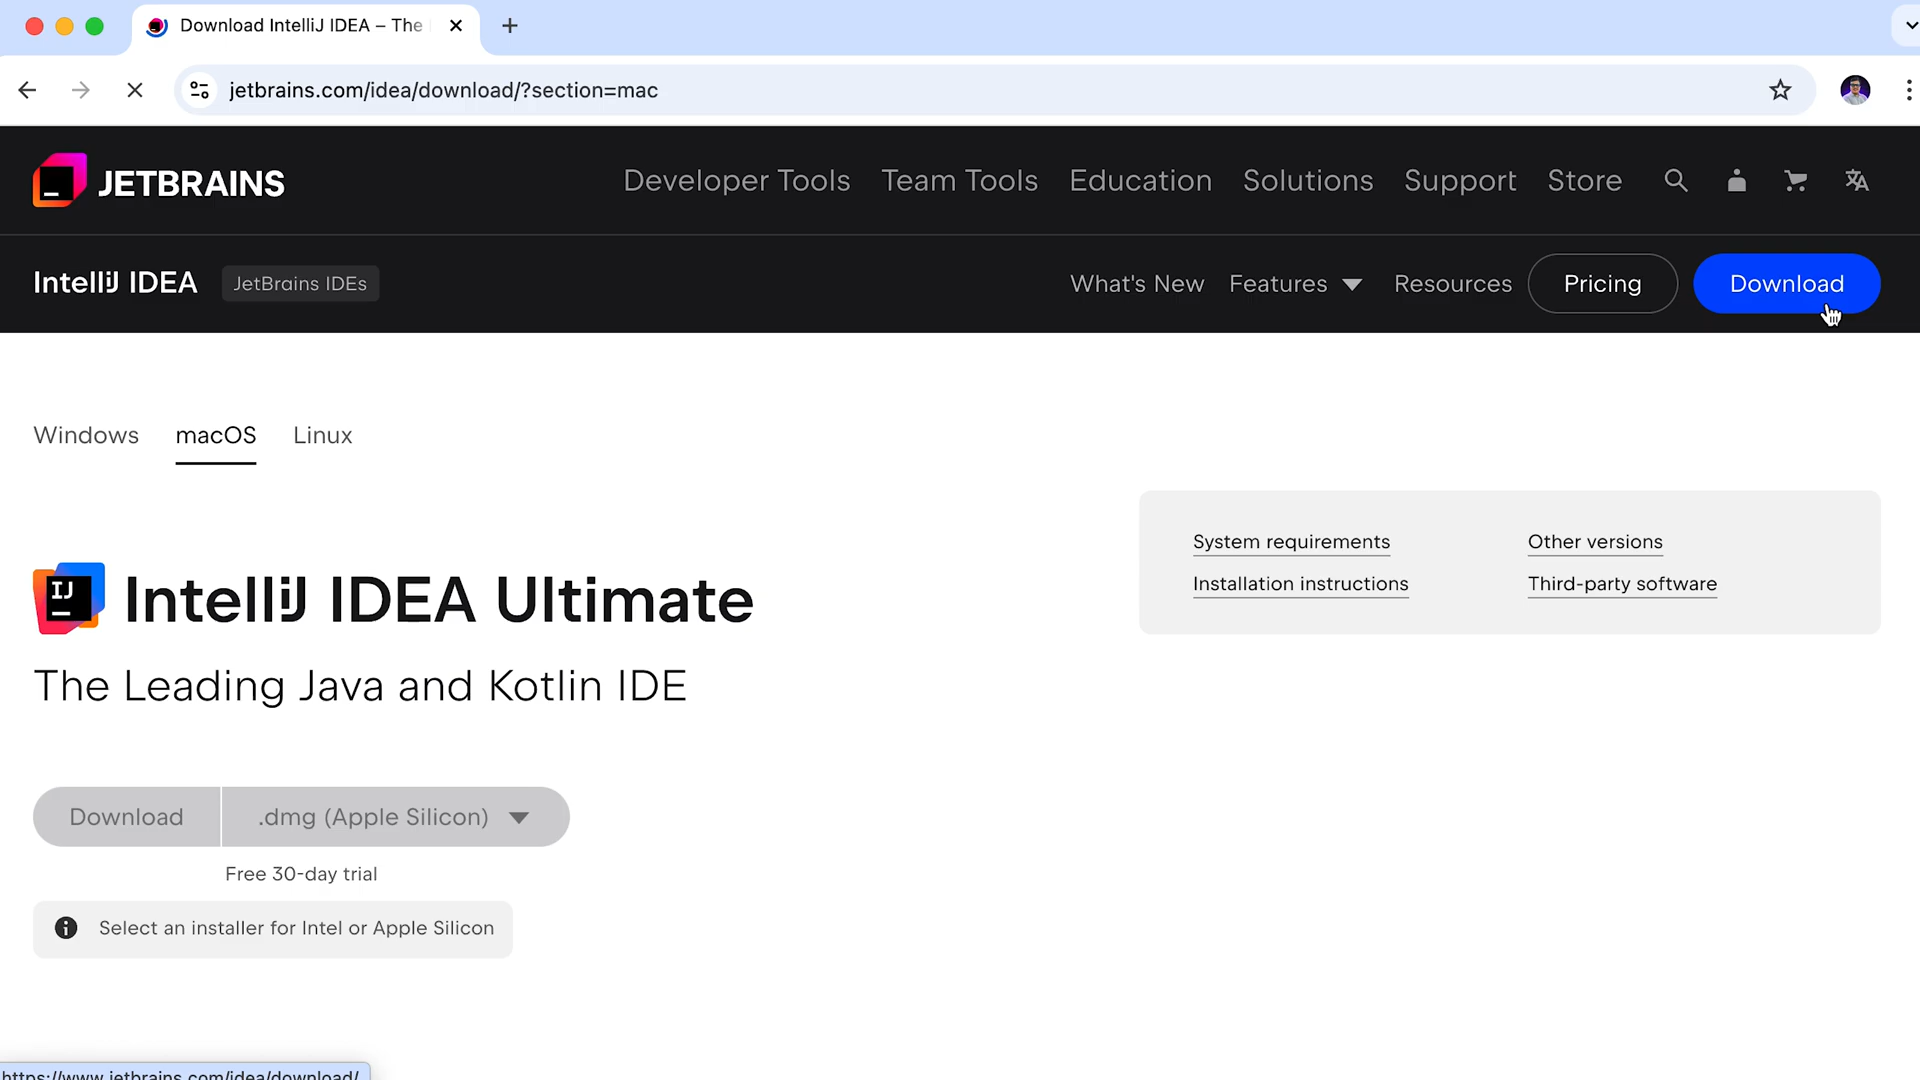 Download IntelliJ IDEA – The
jetbrains.com/idea/download/?section=mac
JETBRAINS
Developer Tools
Team Tools
Education
Solutions
Support
Store
IntelliJ IDEA
JetBrains IDEs
What's New
Features
Resources
Pricing
Download
Windows
macOS
Linux
System requirements
Other versions
Installation instructions
Third-party software
IJ
IntelliJ IDEA Ultimate
The Leading Java and Kotlin IDE
Download
.dmg (Apple Silicon)
Free 30-day trial
Select an installer for Intel or Apple Silicon
https://www.jetbrains.com/idea/download/